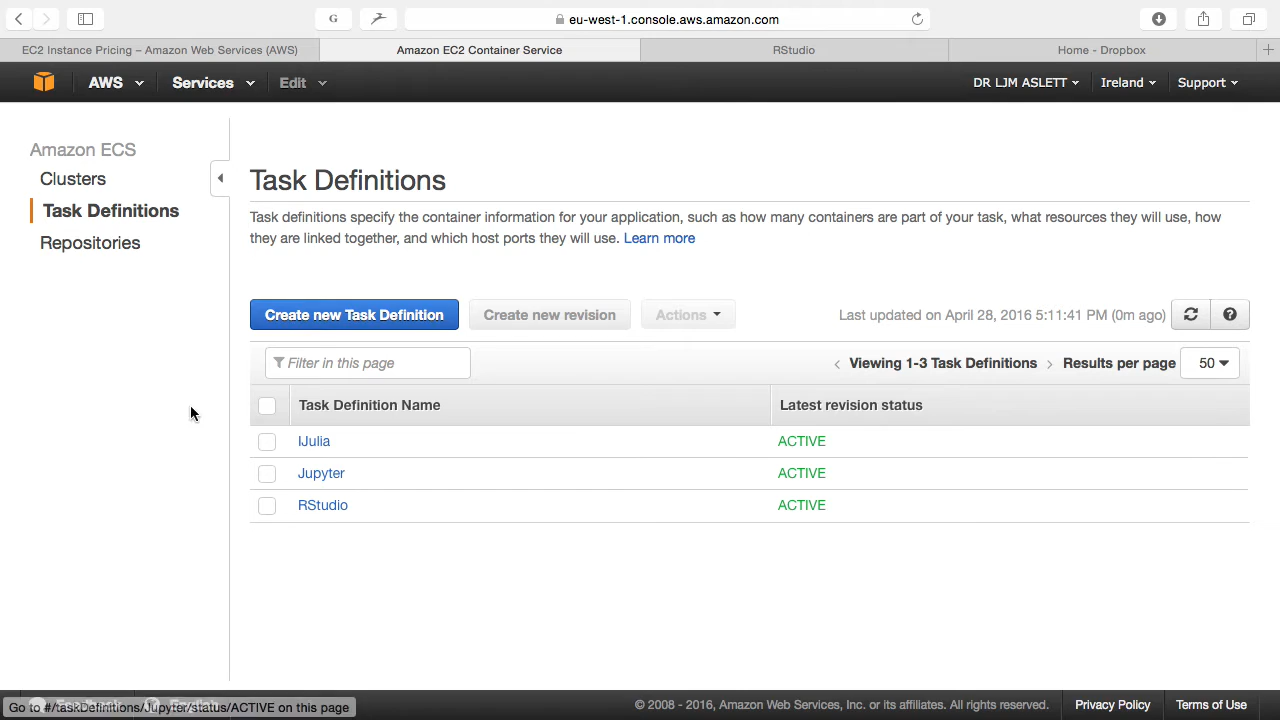 G
eu-west-1.console.aws.amazon.com
EC2 Instance Pricing – Amazon Web Services (AWS)
Amazon EC2 Container Service
RStudio
Home - Dropbox
AWS
Services
Edit
DR LJM ASLETT
Ireland
Support
Amazon ECS
Clusters
Task Definitions
Repositories
Task Definitions
Task definitions specify the container information for your application, such as how many containers are part of your task, what resources they will use, how
they are linked together, and which host ports they will use. Learn more
Create new Task Definition
Create new revision
Actions
Last updated on April 28, 2016 5:11:41 PM (0m ago)
Filter in this page
Viewing 1-3 Task Definitions
Results per page
50
Task Definition Name
Latest revision status
IJulia
ACTIVE
Jupyter
ACTIVE
RStudio
ACTIVE
Go to #/taskDefinitions/Jupyter/status/ACTIVE on this page
© 2008 - 2016, Amazon Web Services, Inc. or its affiliates. All rights reserved.
Privacy Policy
Terms of Use